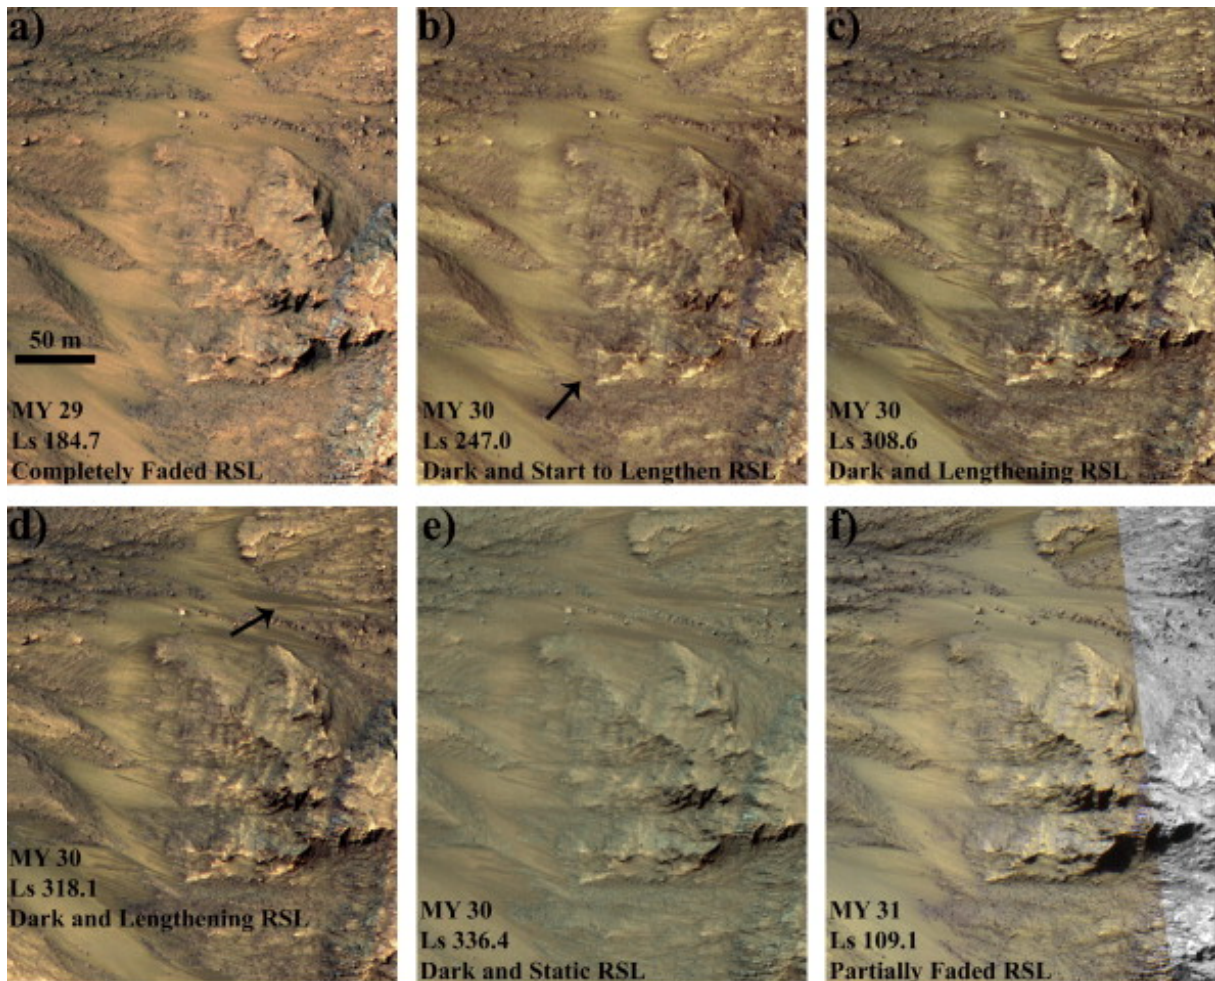 a)
50 m
MY 29
Ls 184.7
Completely Faded RSL
b)
MY 30
Ls 247.0
Dark and Start to Lengthen RSL
c)
MY 30
Ls 308.6
Dark and Lengthening RSL
d)
MY 30
Ls 318.1
Dark and Lengthening RSL
e)
MY 30
Ls 336.4
Dark and Static RSL
f)
MY 31
Ls 109.1
Partially Faded RSL